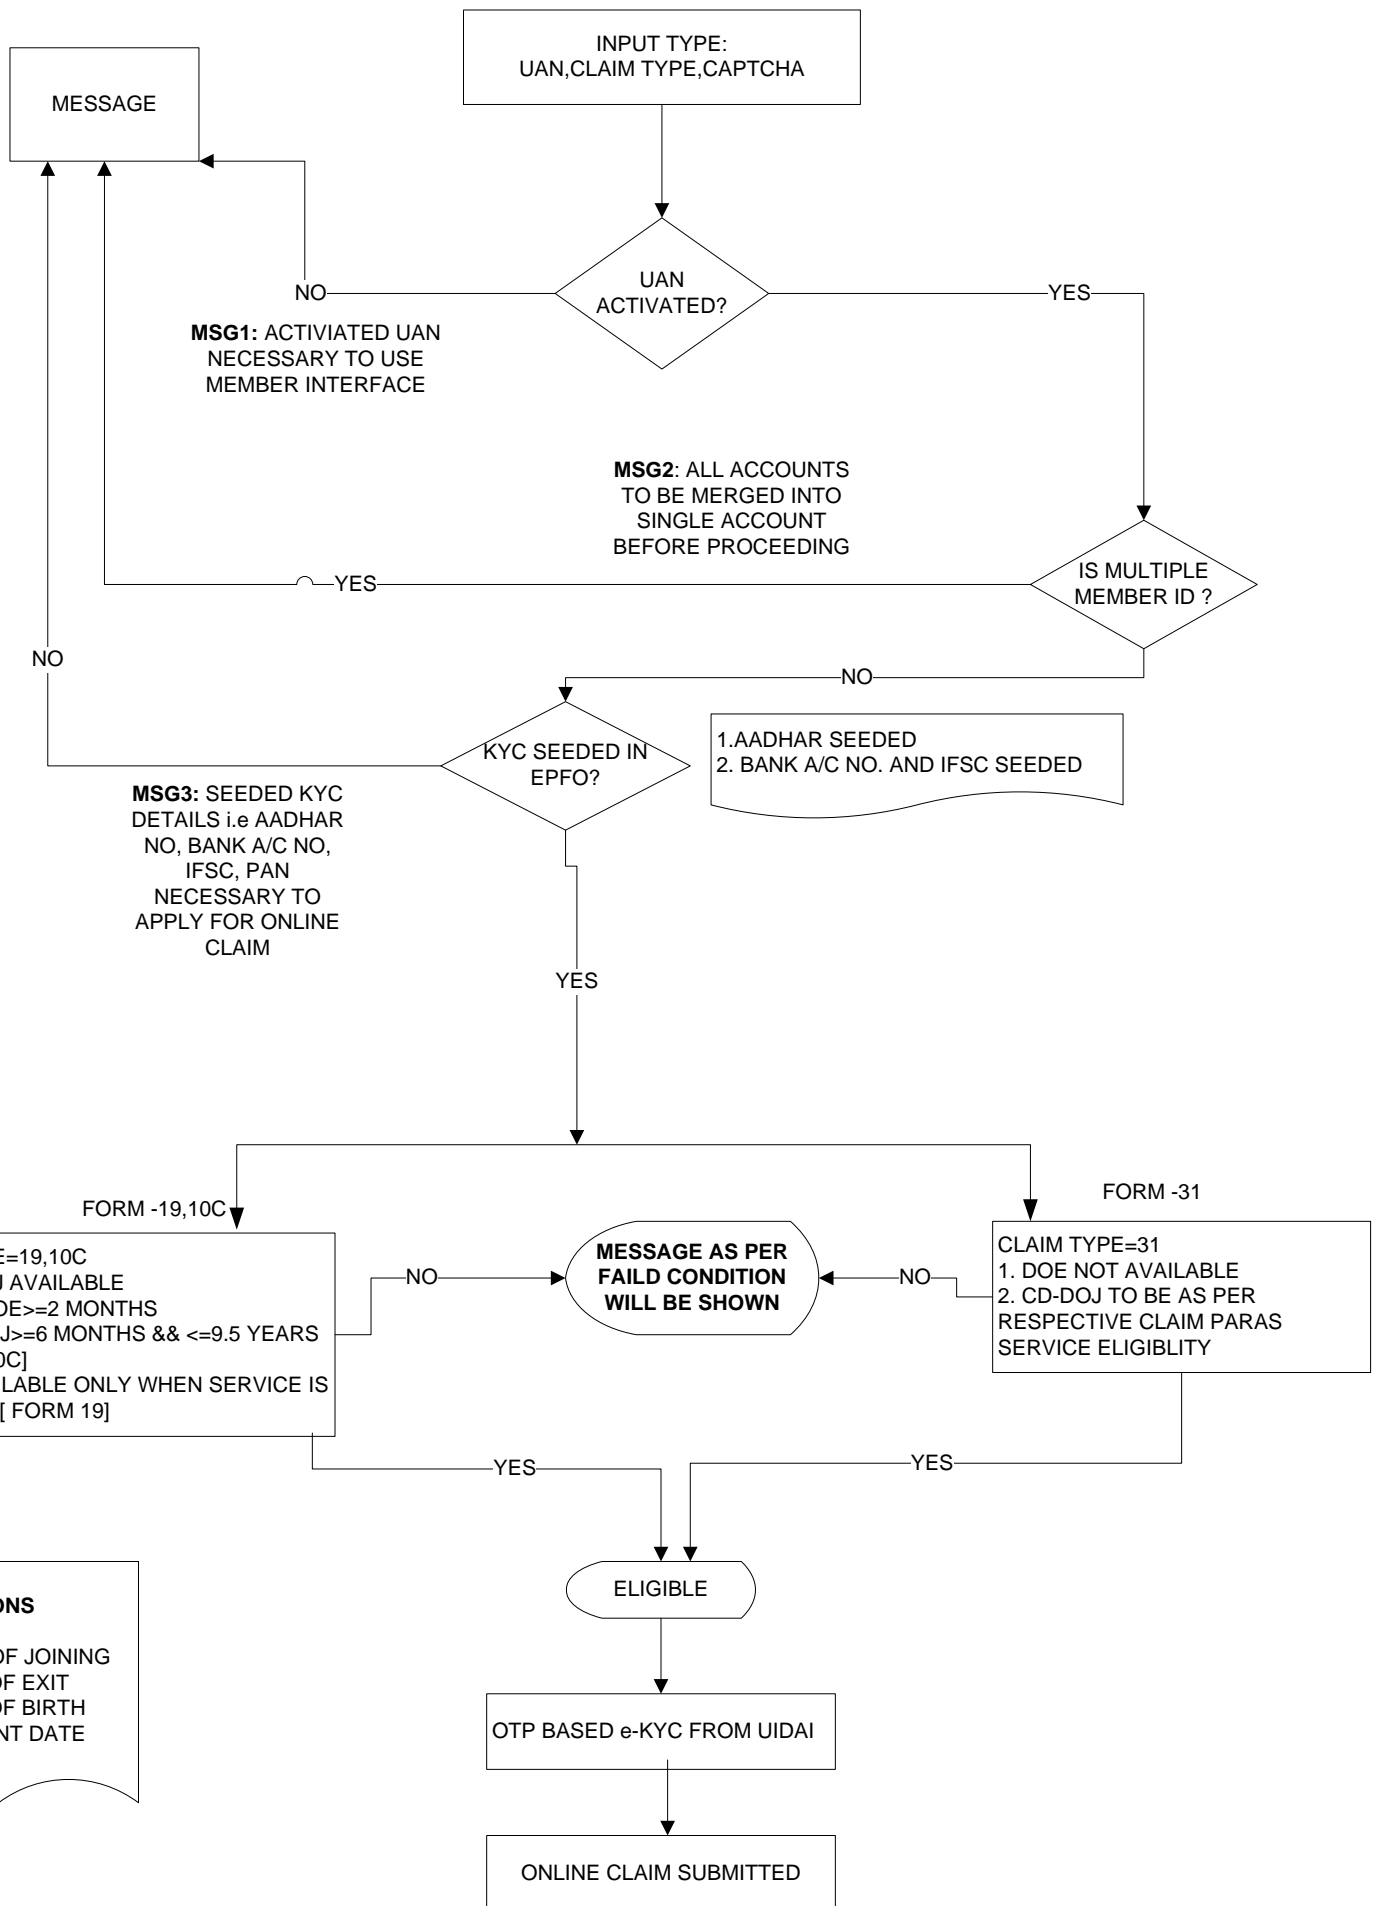 INPUT TYPE:
UAN,CLAIM TYPE,CAPTCHA
MESSAGE
UAN
ACTIVATED?
NO
YES
MSG1: ACTIVIATED UAN
NECESSARY TO USE
MEMBER INTERFACE
MSG2: ALL ACCOUNTS
TO BE MERGED INTO
SINGLE ACCOUNT
BEFORE PROCEEDING
IS MULTIPLE
MEMBER ID ?
YES
NO
NO
KYC SEEDED IN
EPFO?
1.AADHAR SEEDED
2. BANK A/C NO. AND IFSC SEEDED
MSG3: SEEDED KYC
DETAILS i.e AADHAR
NO, BANK A/C NO,
IFSC, PAN
NECESSARY TO
APPLY FOR ONLINE
CLAIM
YES
FORM -19,10C
FORM -31
E=19,10C
AVAILABLE
OE>=2 MONTHS
J>=6 MONTHS && <=9.5 YEARS
0C]
LABLE ONLY WHEN SERVICE IS
[ FORM 19]
NO
MESSAGE AS PER
FAILD CONDITION
WILL BE SHOWN
NO
CLAIM TYPE=31
1. DOE NOT AVAILABLE
2. CD-DOJ TO BE AS PER
RESPECTIVE CLAIM PARAS
SERVICE ELIGIBLITY
YES
YES
ELIGIBLE
ONS
OF JOINING
OF EXIT
OF BIRTH
NT DATE
OTP BASED e-KYC FROM UIDAI
ONLINE CLAIM SUBMITTED